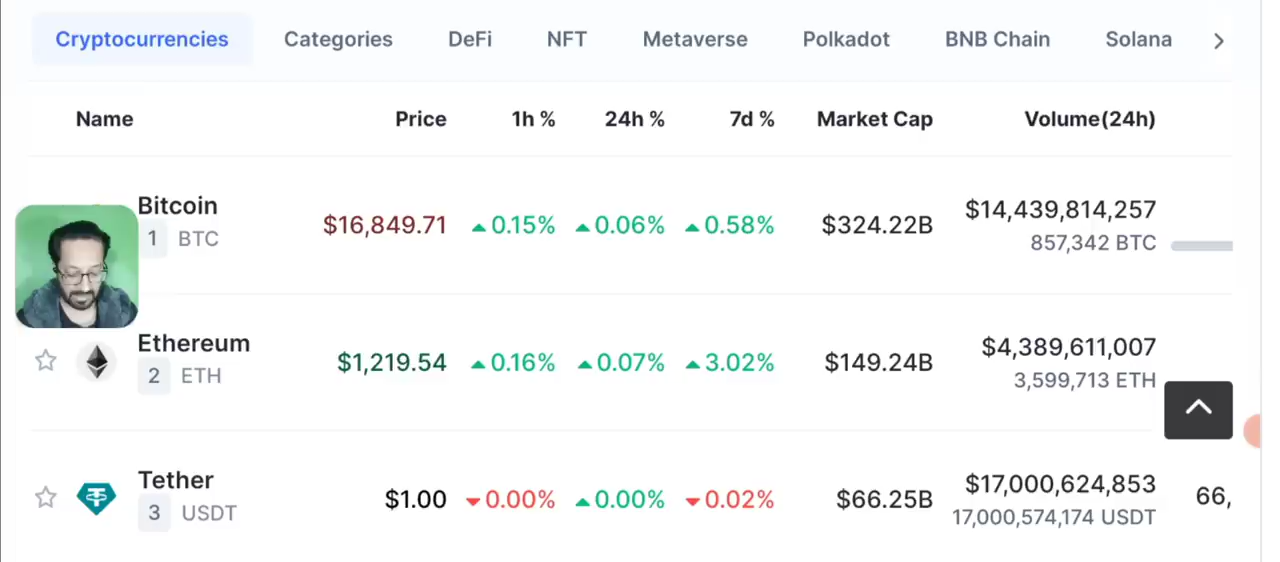 Cryptocurrencies Categories DeFi NFT Metaverse Polkadot BNB Chain Solana
Name Price 1h % 24h % 7d % Market Cap Volume(24h)
Bitcoin
1 BTC
$16,849.71 0.15% 0.06% 0.58% $324.22B
$14,439,814,257
857,342 BTC
Ethereum
2 ETH
$1,219.54 0.16% 0.07% 3.02% $149.24B
$4,389,611,007
3,599,713 ETH
Tether
3 USDT
$1.00 0.00% 0.00% 0.02% $66.25B
$17,000,624,853
17,000,574,174 USDT
66,